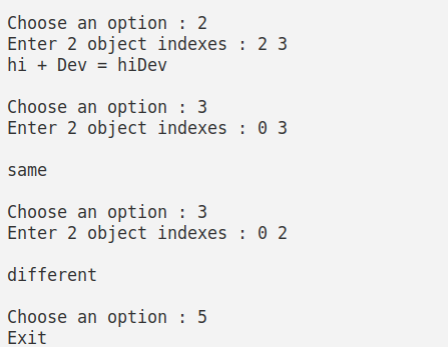 Choose an option : 2
Enter 2 object indexes : 2 3
hi + Dev = hiDev
Choose an option : 3
Enter 2 object indexes : 0 3
same
Choose an option : 3
Enter 2 object indexes : 0 2
different
Choose an option : 5
Exit